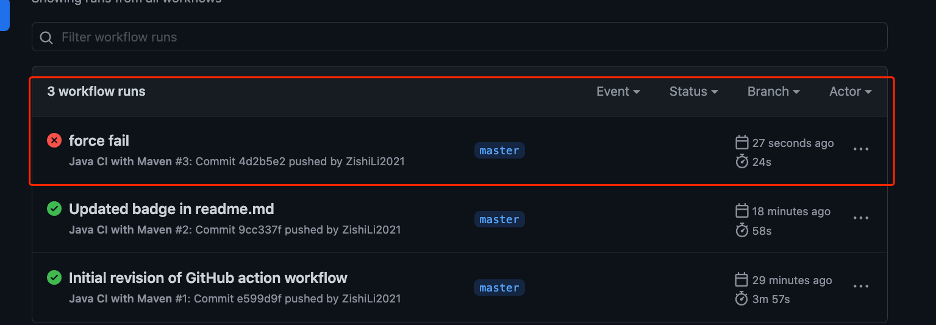 Showing runs from all workflows
Filter workflow runs
3 workflow runs Event Status Branch Actor
force fail
Java CI with Maven #3: Commit 4d2b5e2 pushed by ZishiLi2021
master
27 seconds ago
24s
Updated badge in readme.md
Java CI with Maven #2: Commit 9cc337f pushed by ZishiLi2021
master
18 minutes ago
58s
Initial revision of GitHub action workflow
Java CI with Maven #1: Commit e599d9f pushed by ZishiLi2021
master
29 minutes ago
3m 57s